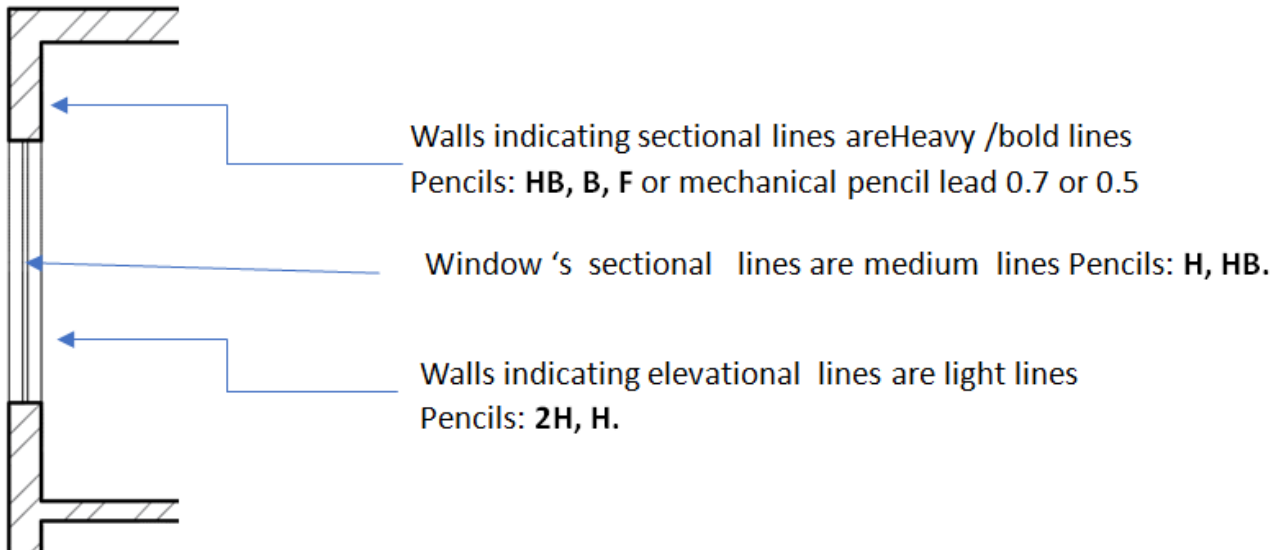 Walls indicating sectional lines areHeavy /bold lines
Pencils: HB, B, F or mechanical pencil lead 0.7 or 0.5
Window ‘s sectional lines are medium lines Pencils: H, HB.
Walls indicating elevational lines are light lines
Pencils: 2H, H.